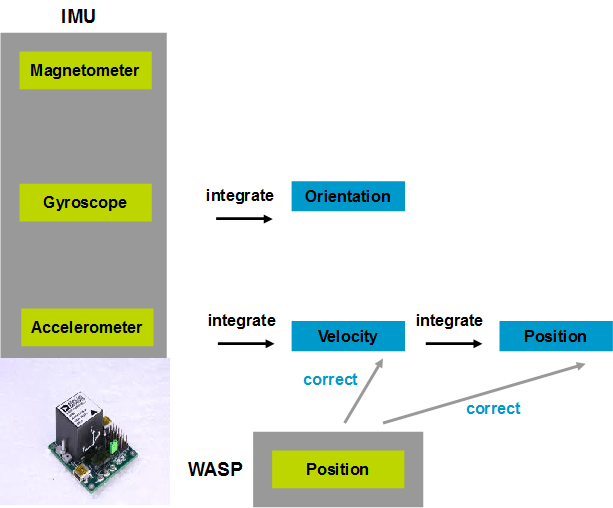 IMU
Magnetometer
Gyroscope
integrate
Orientation
Accelerometer
integrate
Velocity
integrate
Position
correct
correct
WASP
Position